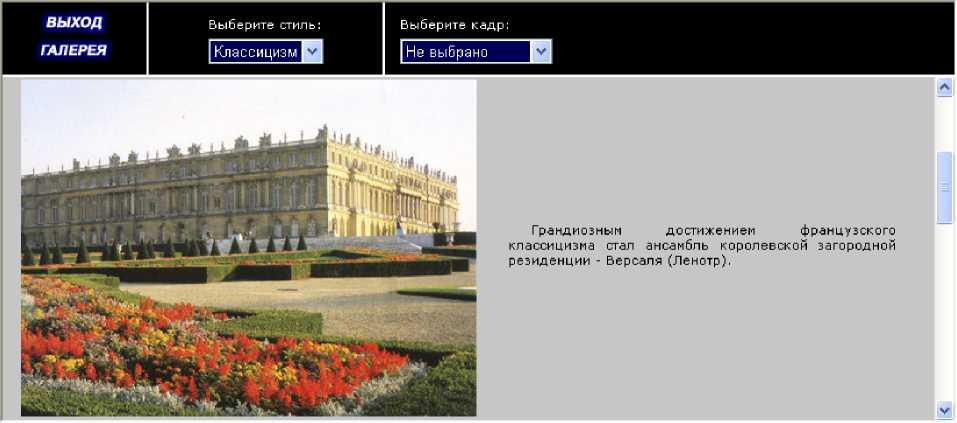 ВЫХОД
ГАЛЕРЕЯ
Выберите стиль:
Классицизм
Выберите кадр:
Не выбрано
Грандиозным достижением французского
классицизма стал ансамбль королевской загородной
резиденции - Версаля (Ленотр).